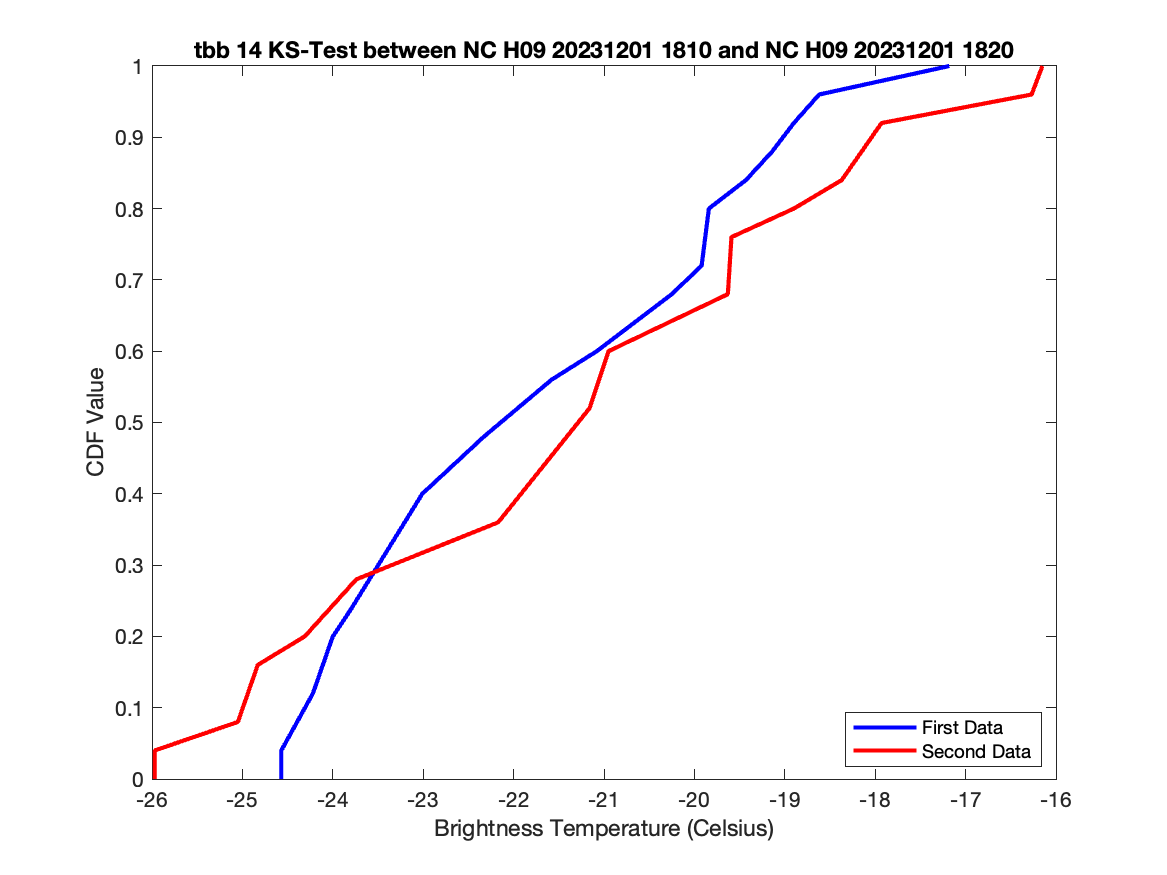 tbb 14 KS-Test between NC H09 20231201 1810 and NC H09 20231201 1820
1
0.9
0.8
0.7
0.6
0.5
0.4
0.3
0.2
0.1
0
CDF Value
First Data
Second Data
-26 -25 -24 -23 -22 -21 -20 -19 -18 -17 -16
Brightness Temperature (Celsius)